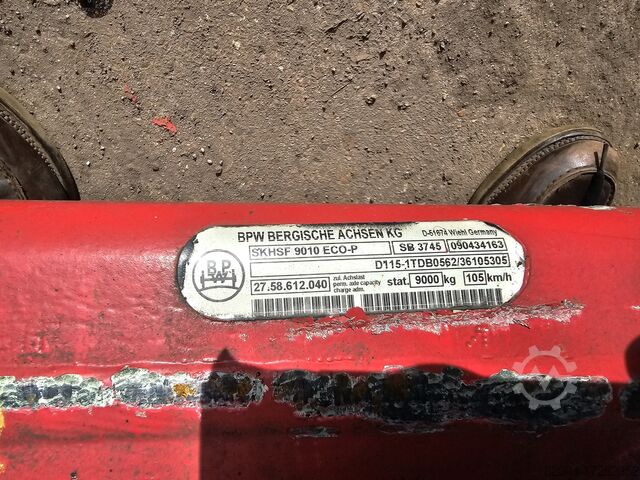 BPW BERGISCHE ACHSEN KG D-51674 Wiehl Germany
SKHSF 9010 ECO-P SB 3745 090434163
D115-1TDB0562/36105305
BPW
27.58.612.040 zul. Achslast perm. axle capacity charge adm. stat. 9000 kg 105 km/h